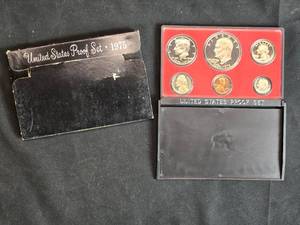 United States Proof Set · 1975
UNITED STATES PROOF SET